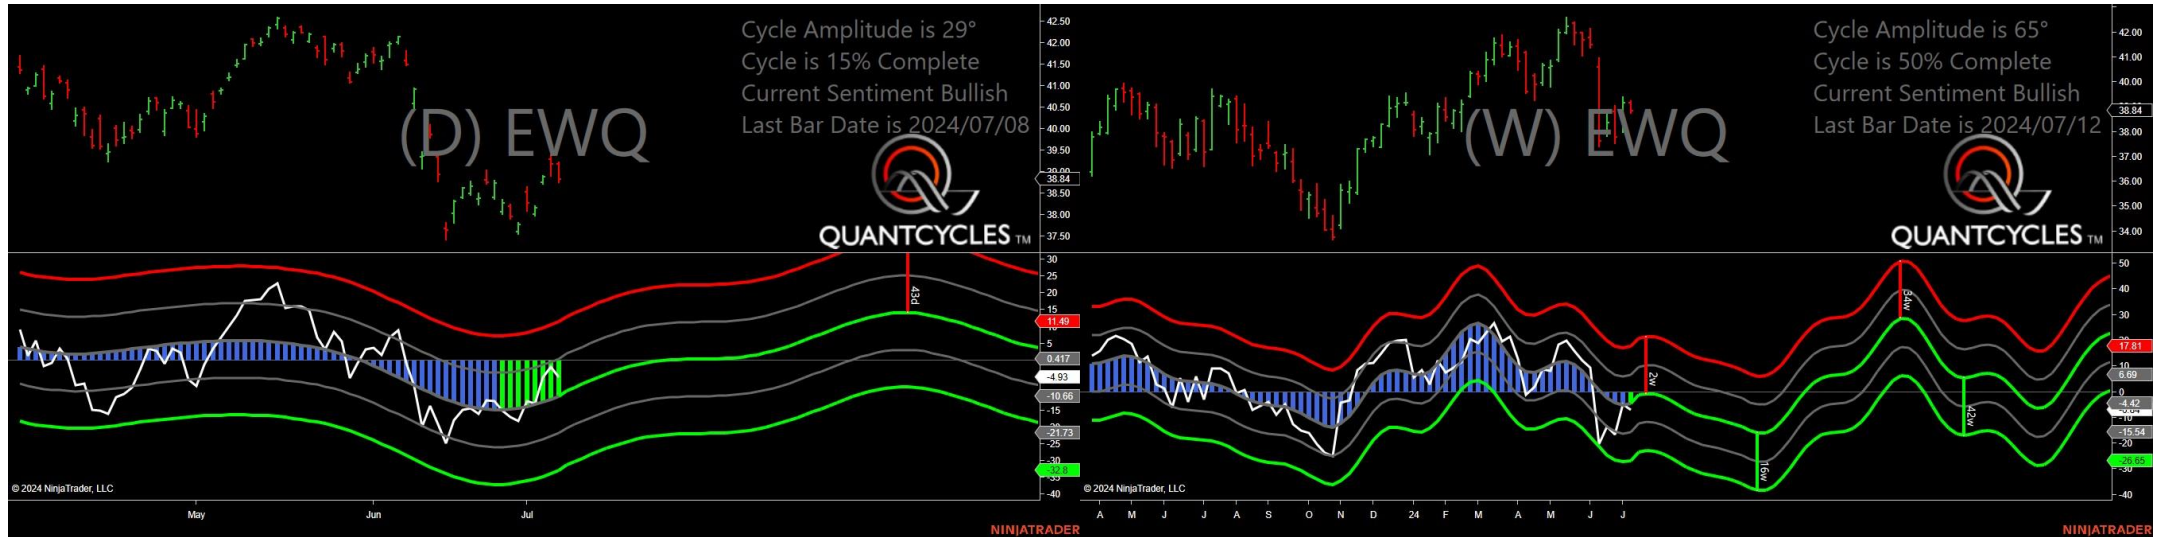 Cycle Amplitude is 29°
Cycle is 15% Complete
Current Sentiment Bullish
Last Bar Date is 2024/07/08
(D) EWQ
QUANTCYCLES TM
42.50
42.00
41.50
41.00
40.50
40.00
39.50
38.84
38.50
38.00
37.50
43d
30
25
20
15
11.49
5
0.417
-4.93
-10.66
-15
-21.73
-25
-30
-32.8
-40
© 2024 NinjaTrader, LLC
May
Jun
Jul
NINJATRADER
Cycle Amplitude is 65°
Cycle is 50% Complete
Current Sentiment Bullish
Last Bar Date is 2024/07/12
(W) EWQ
QUANTCYCLES TM
42.00
41.00
40.00
38.84
38.00
37.00
36.00
35.00
34.00
2w
16w
34w
42w
50
40
30
17.81
6.69
0
-4.42
-15.54
-20
-26.65
-40
© 2024 NinjaTrader, LLC
A M J J A S O N D 24 F M A M J J
NINJATRADER